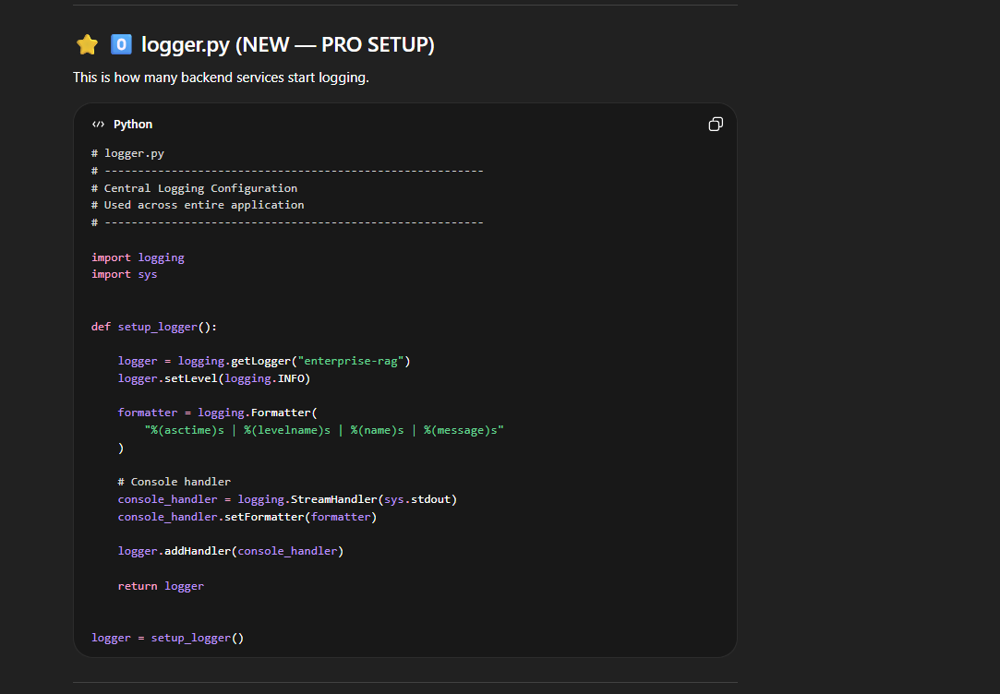 ⭐ 0️⃣ logger.py (NEW — PRO SETUP)
This is how many backend services start logging.
</> Python
# logger.py
# ---------------------------------------------------------
# Central Logging Configuration
# Used across entire application
# ---------------------------------------------------------
import logging
import sys
def setup_logger():
    logger = logging.getLogger("enterprise-rag")
    logger.setLevel(logging.INFO)
    formatter = logging.Formatter(
        "%(asctime)s | %(levelname)s | %(name)s | %(message)s"
    )
    # Console handler
    console_handler = logging.StreamHandler(sys.stdout)
    console_handler.setFormatter(formatter)
    logger.addHandler(console_handler)
    return logger
logger = setup_logger()